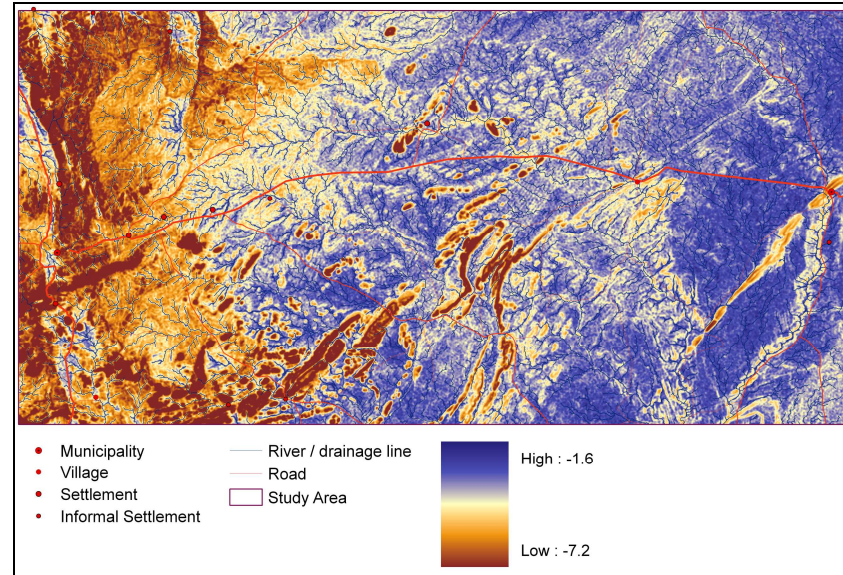 Municipality
Village
Settlement
Informal Settlement
River / drainage line
Road
Study Area
High : -1.6
Low : -7.2